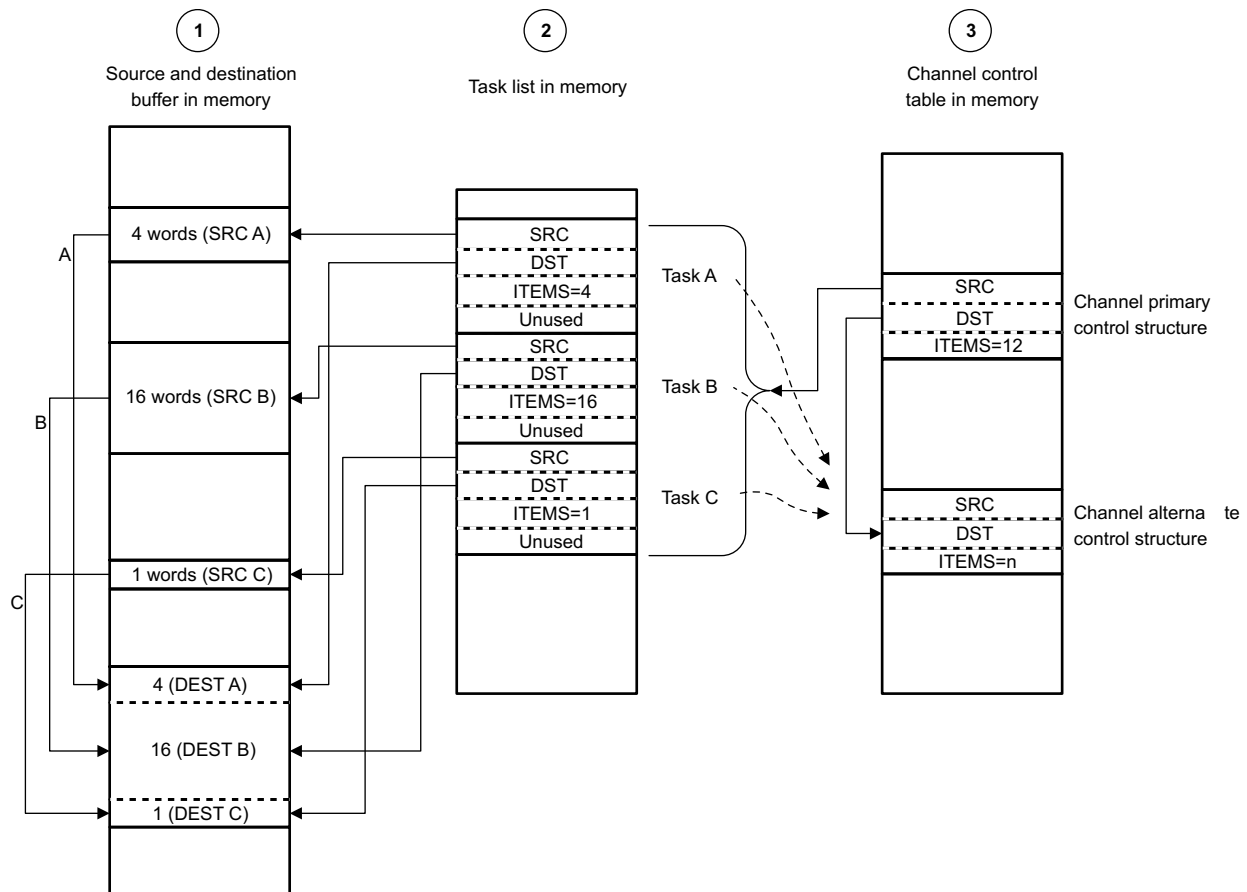 1
Source and destination
buffer in memory
4 words (SRC A)
16 words (SRC B)
1 words (SRC C)
4 (DEST A)
16 (DEST B)
1 (DEST C)
A
B
C
2
Task list in memory
SRC
DST
ITEMS=4
Unused
SRC
DST
ITEMS=16
Unused
SRC
DST
ITEMS=1
Unused
Task A
Task B
Task C
3
Channel control
table in memory
SRC
DST
ITEMS=12
Channel primary
control structure
SRC
DST
ITEMS=n
Channel alterna te
control structure